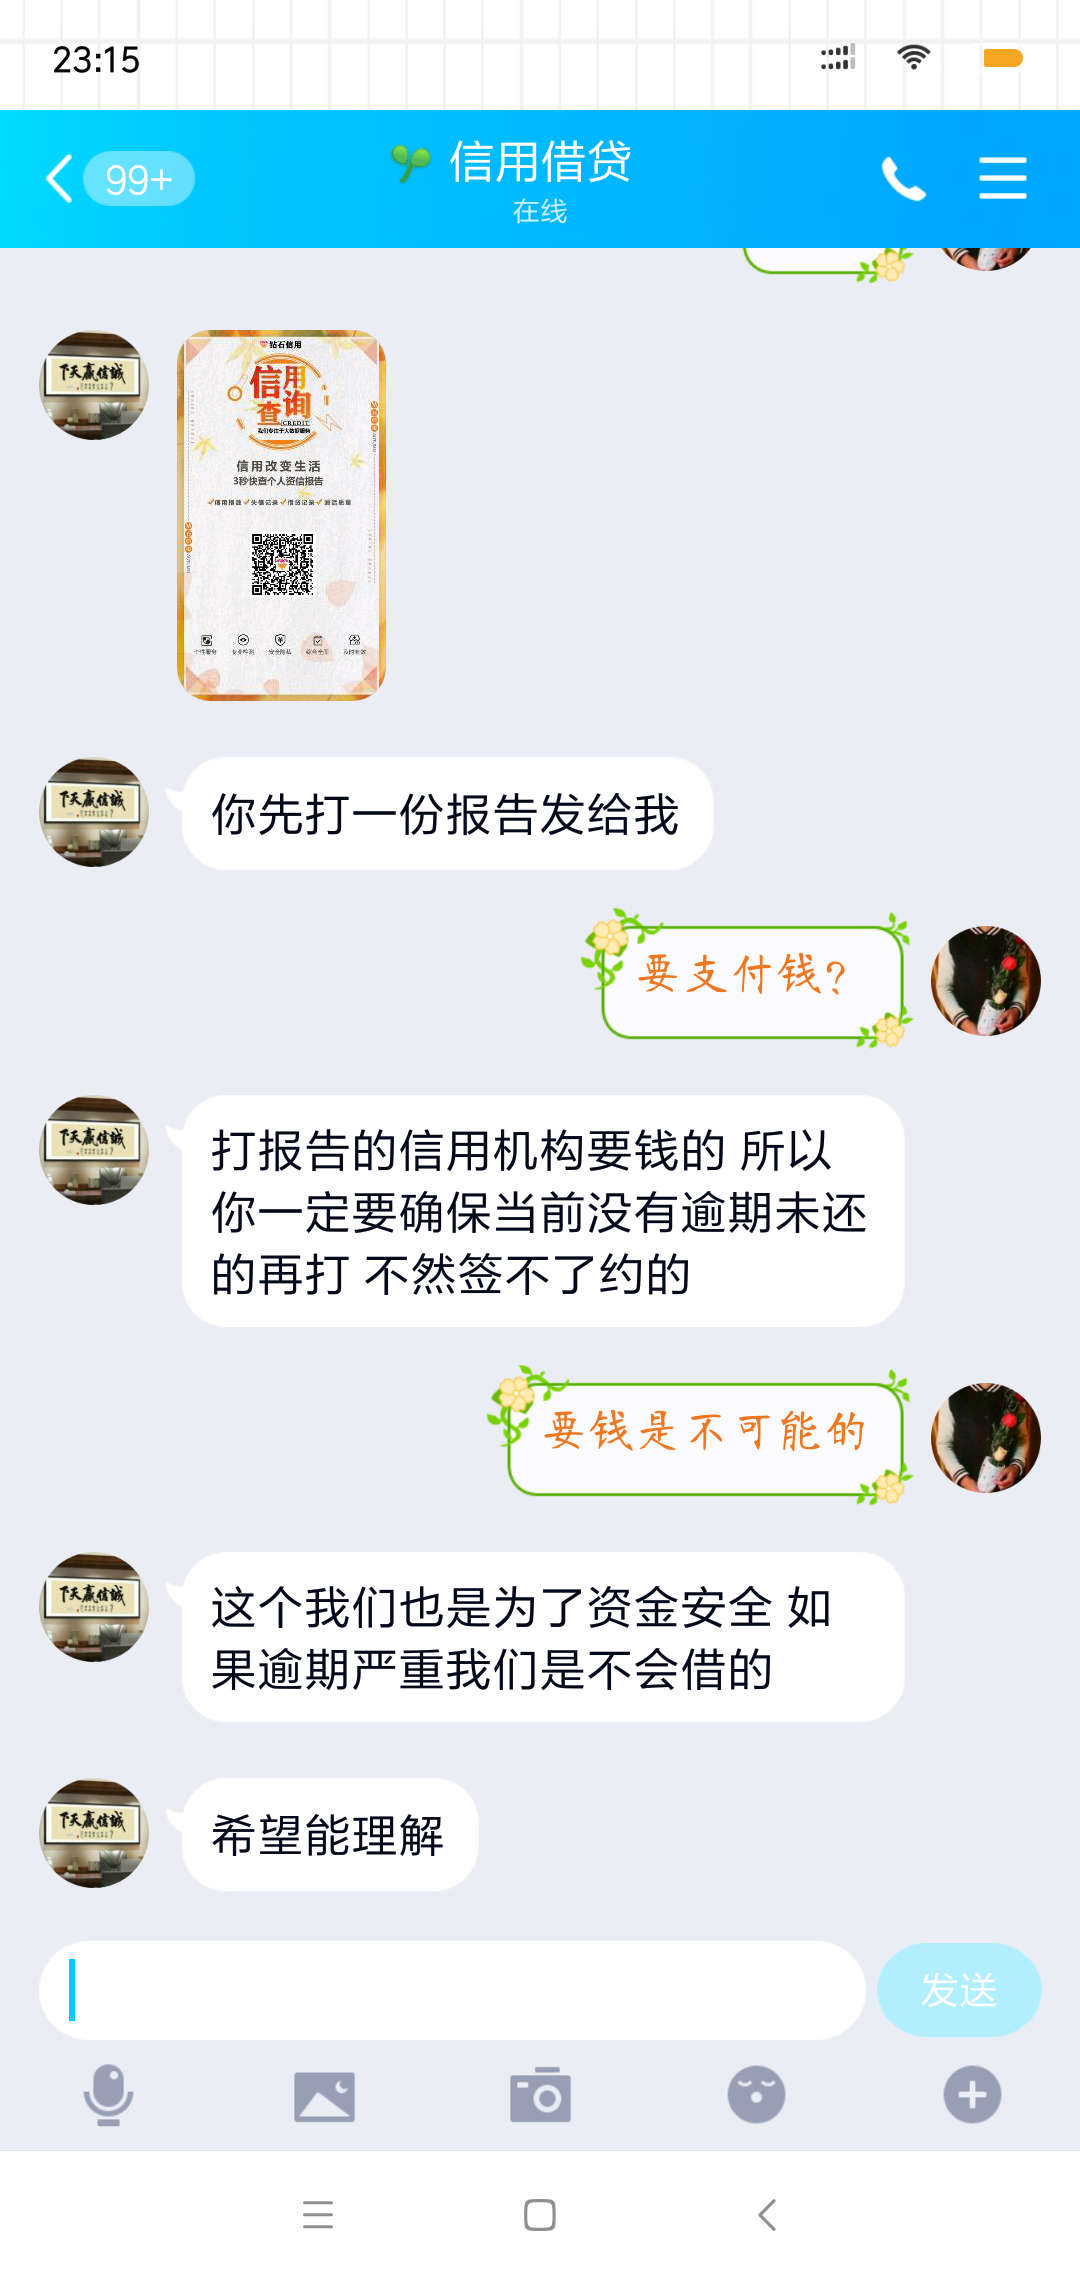 23:15
99+
信用借贷
在线
钻石信用
信用
查询
CREDIT
信用改变生活
3秒快查个人资信报告
你先打一份报告发给我
要支付钱?
打报告的信用机构要钱的 所以
你一定要确保当前没有逾期未还
的再打 不然签不了约的
要钱是不可能的
这个我们也是为了资金安全 如
果逾期严重我们是不会借的
希望能理解
发送